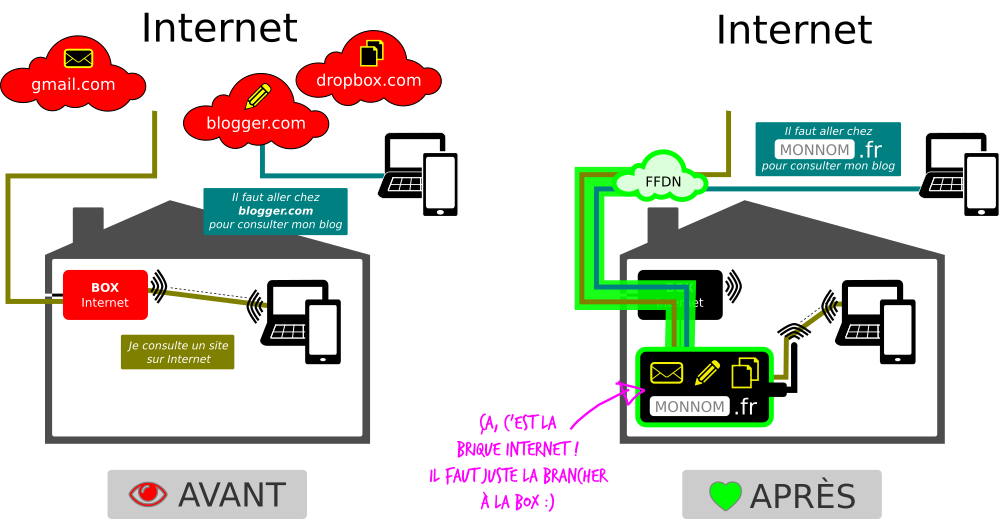 Internet
gmail.com
dropbox.com
blogger.com
Il faut aller chez
blogger.com
pour consulter mon blog
BOX
Internet
Je consulte un site
sur Internet
AVANT
Internet
Il faut aller chez
MONNOM .fr
pour consulter mon blog
FFDN
MONNOM .fr
ÇA, C'EST LA
BRIQUE INTERNET !
IL FAUT JUSTE LA BRANCHER
À LA BOX :)
APRÈS